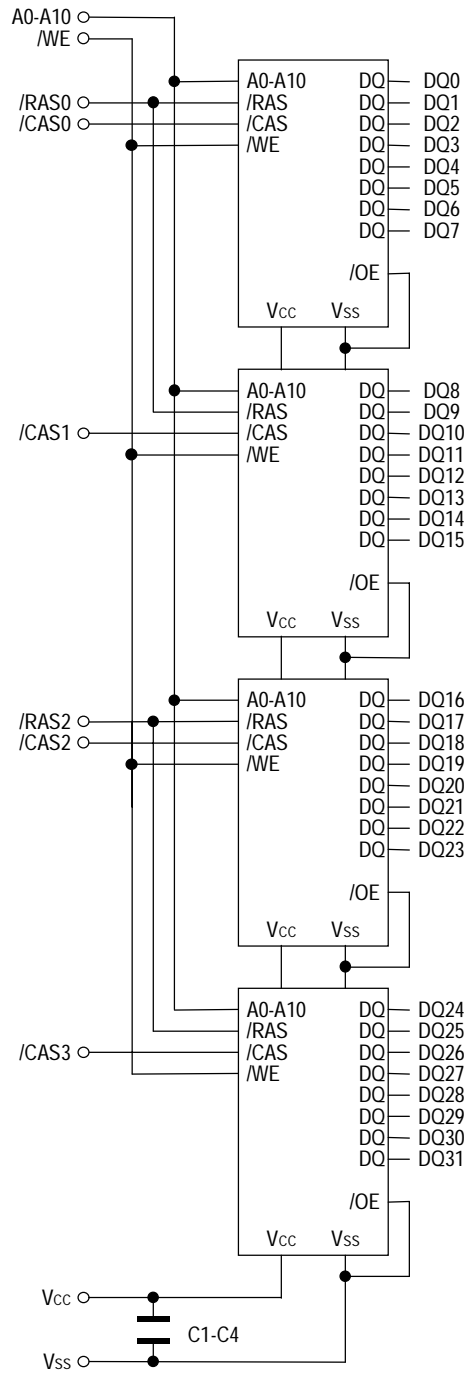 A0-A10
/WE
A0-A10 DQ DQ0
/RAS0 /RAS DQ DQ1
/CAS0 /CAS DQ DQ2
/WE DQ DQ3
DQ DQ4
DQ DQ5
DQ DQ6
DQ DQ7
/OE
Vcc Vss
A0-A10 DQ DQ8
/RAS DQ DQ9
/CAS1 /CAS DQ DQ10
/WE DQ DQ11
DQ DQ12
DQ DQ13
DQ DQ14
DQ DQ15
/OE
Vcc Vss
A0-A10 DQ DQ16
/RAS2 /RAS DQ DQ17
/CAS2 /CAS DQ DQ18
/WE DQ DQ19
DQ DQ20
DQ DQ21
DQ DQ22
DQ DQ23
/OE
Vcc Vss
A0-A10 DQ DQ24
/RAS DQ DQ25
/CAS3 /CAS DQ DQ26
/WE DQ DQ27
DQ DQ28
DQ DQ29
DQ DQ30
DQ DQ31
/OE
Vcc Vss
Vcc
C1-C4
Vss